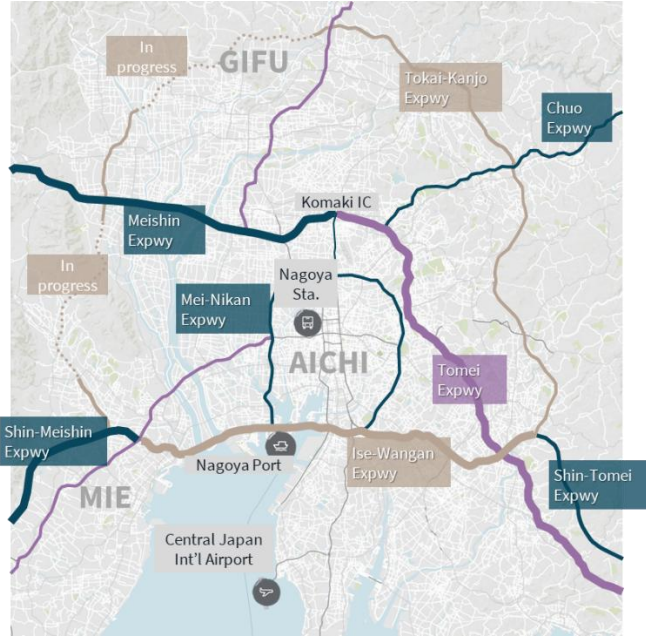 In
progress
GIFU
Tokai-Kanjo
Expwy
Chuo
Expwy
Komaki IC
Meishin
Expwy
In
progress
Nagoya
Sta.
Mei-Nikan
Expwy
AICHI
Tomei
Expwy
Shin-Meishin
Expwy
Nagoya Port
Ise-Wangan
Expwy
Shin-Tomei
Expwy
MIE
Central Japan
Int'l Airport